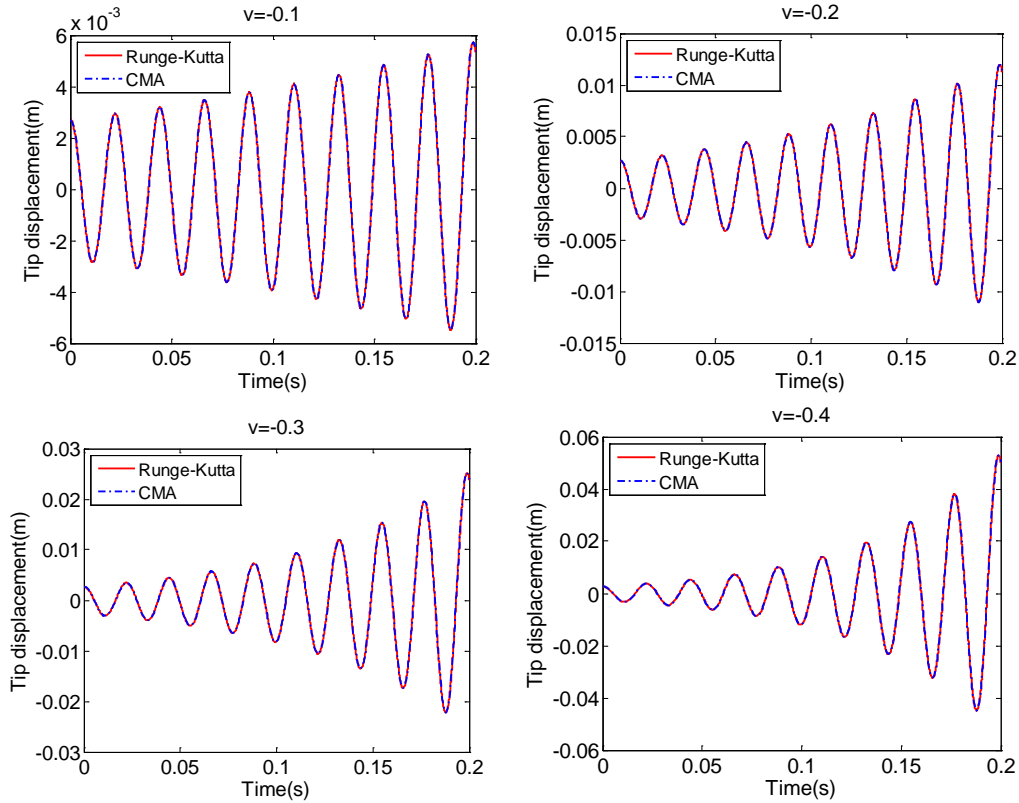 v=-0.1
x 10-3
Runge-Kutta
CMA
6
4
2
0
-2
-4
-6
Tip displacement(m)
0
0.05
0.1
0.15
0.2
Time(s)
v=-0.2
Runge-Kutta
CMA
0.015
0.01
0.005
0
-0.005
-0.01
-0.015
Tip displacement(m)
0
0.05
0.1
0.15
0.2
Time(s)
v=-0.3
Runge-Kutta
CMA
0.03
0.02
0.01
0
-0.01
-0.02
-0.03
Tip displacement(m)
0
0.05
0.1
0.15
0.2
Time(s)
v=-0.4
Runge-Kutta
CMA
0.06
0.04
0.02
0
-0.02
-0.04
-0.06
Tip displacement(m)
0
0.05
0.1
0.15
0.2
Time(s)